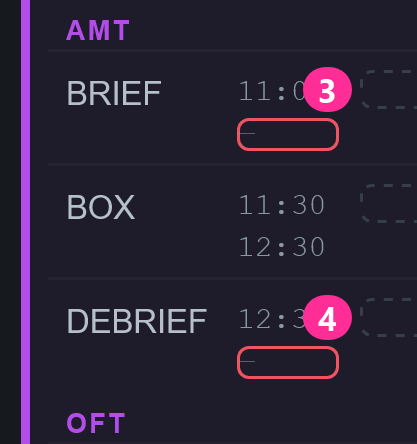 AMT
BRIEF 11:0 3
—
BOX 11:30
12:30
DEBRIEF 12:3 4
—
OFT